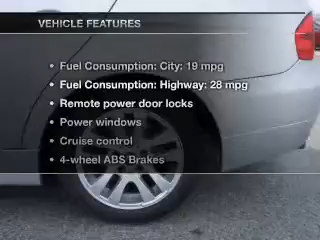 VEHICLE FEATURES
• Fuel Consumption: City: 19 mpg
• Fuel Consumption: Highway: 28 mpg
• Remote power door locks
• Power windows
• Cruise control
• 4-wheel ABS Brakes